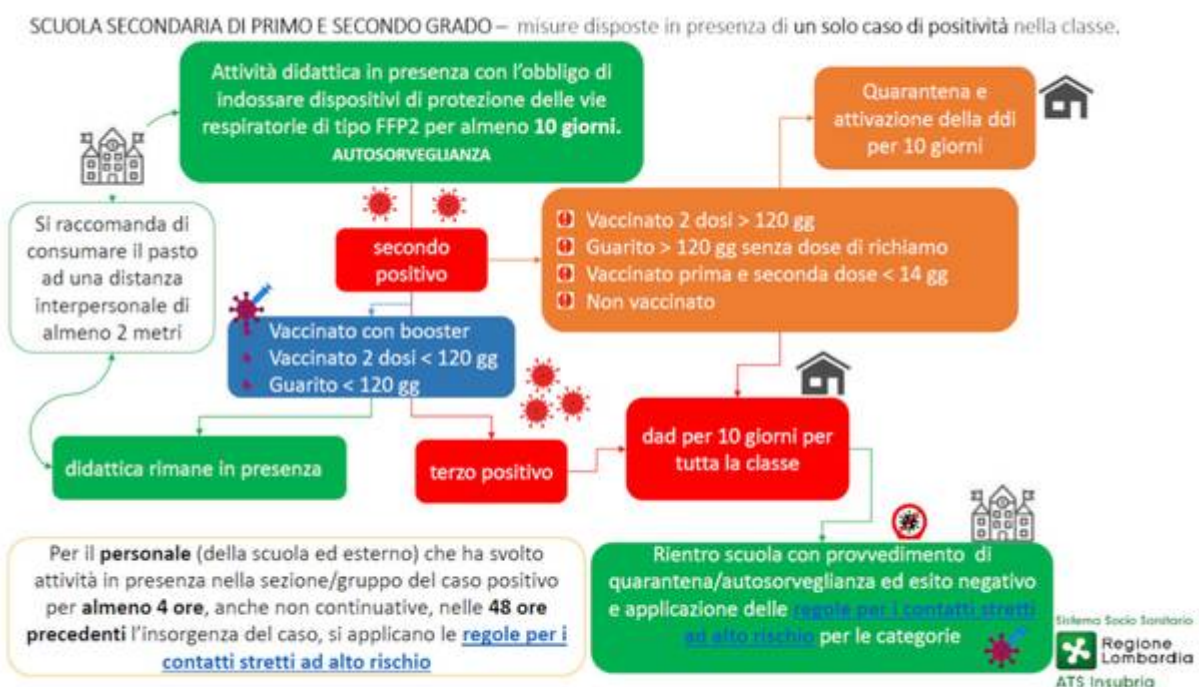 SCUOLA SECONDARIA DI PRIMO E SECONDO GRADO – misure disposte in presenza di un solo caso di positività nella classe.
Attività didattica in presenza con l'obbligo di
indossare dispositivi di protezione delle vie
respiratorie di tipo FFP2 per almeno 10 giorni.
AUTOSORVEGLIANZA
Quarantena e
attivazione della ddi
per 10 giorni
Si raccomanda di
consumare il pasto
ad una distanza
interpersonale di
almeno 2 metri
secondo
positivo
Vaccinato 2 dosi > 120 gg
Guarito > 120 gg senza dose di richiamo
Vaccinato prima e seconda dose < 14 gg
Non vaccinato
Vaccinato con booster
Vaccinato 2 dosi < 120 gg
Guarito < 120 gg
didattica rimane in presenza
terzo positivo
dad per 10 giorni per
tutta la classe
Per il personale (della scuola ed esterno) che ha svolto
attività in presenza nella sezione/gruppo del caso positivo
per almeno 4 ore, anche non continuative, nelle 48 ore
precedenti l'insorgenza del caso, si applicano le regole per i
contatti stretti ad alto rischio
Rientro scuola con provvedimento di
quarantena/autosorveglianza ed esito negativo
e applicazione delle regole per i contatti stretti
ad alto rischio per le categorie
Sistema Socio Sanitario
Regione
Lombardia
ATS Insubria